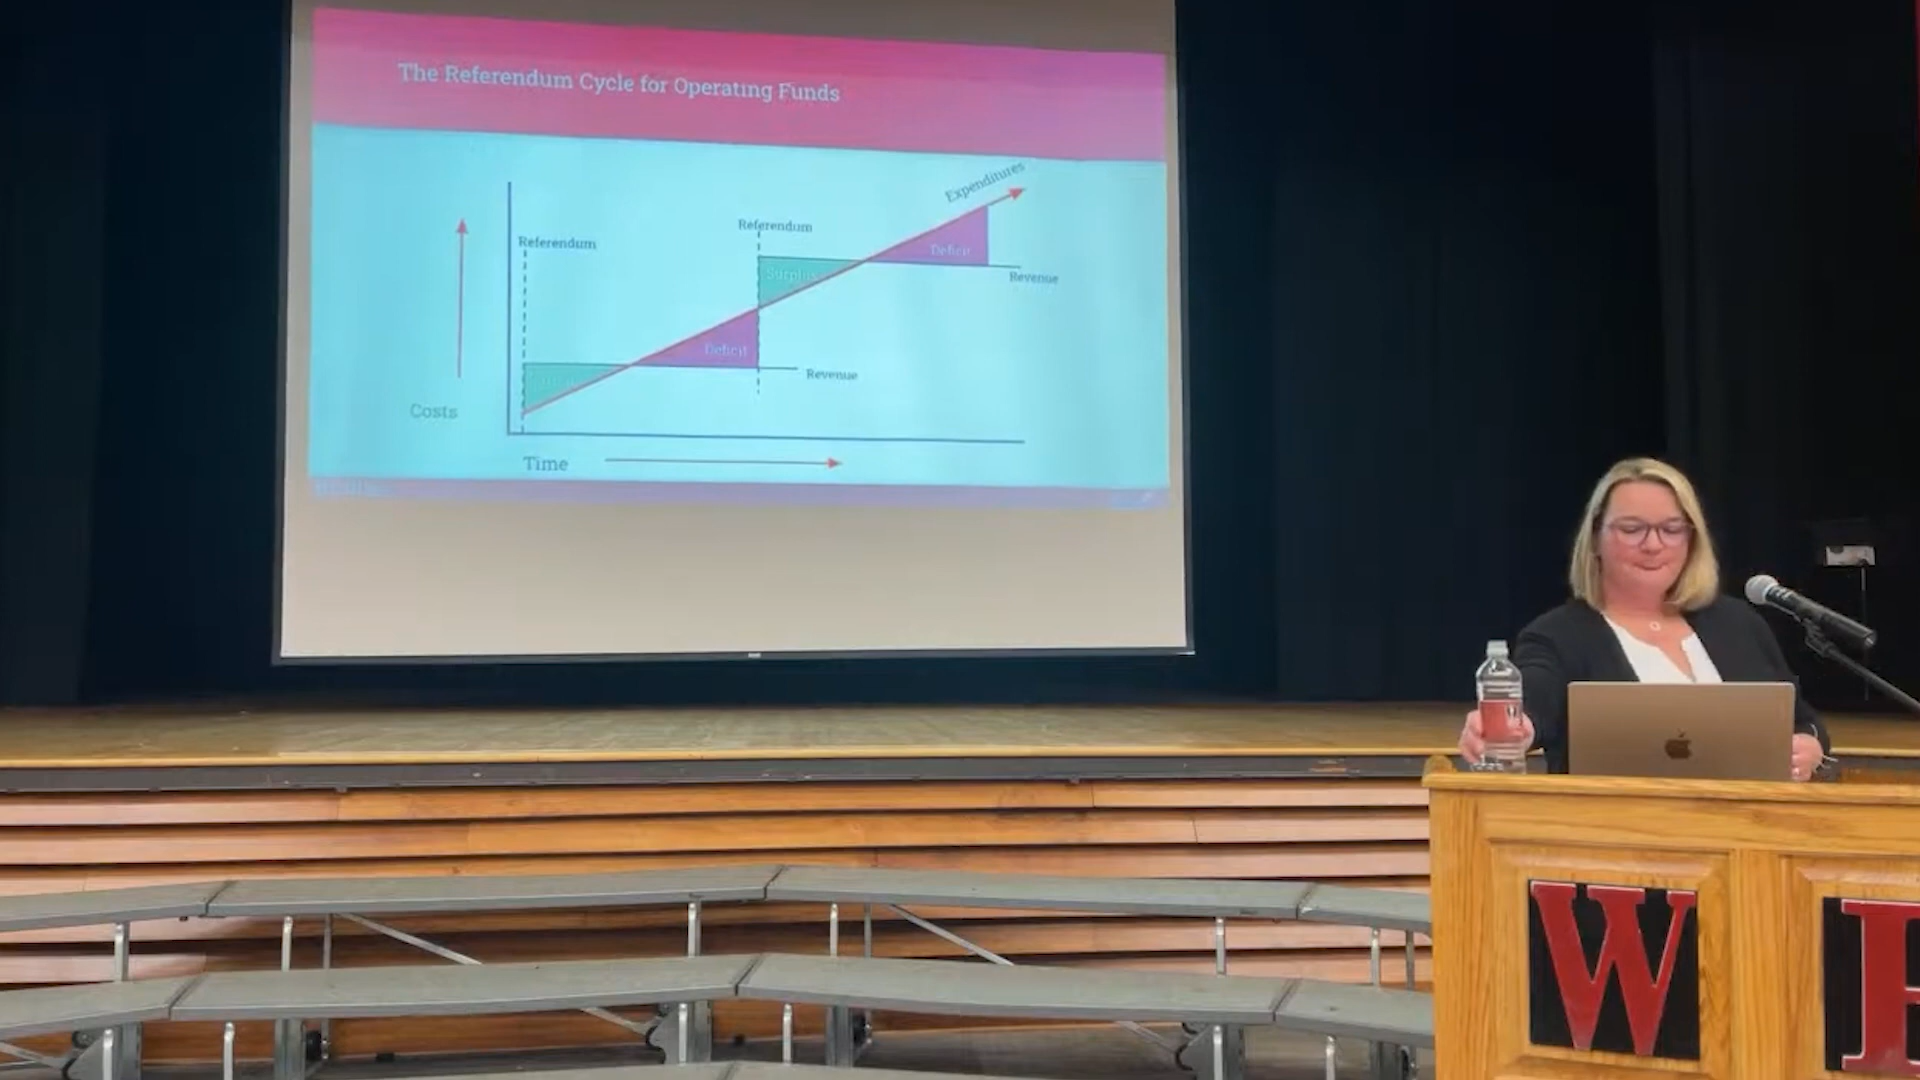 The Referendum Cycle for Operating Funds
Expenditures
Referendum
Referendum
Deficit
Surplus
Revenue
Deficit
Revenue
Costs
Time
W